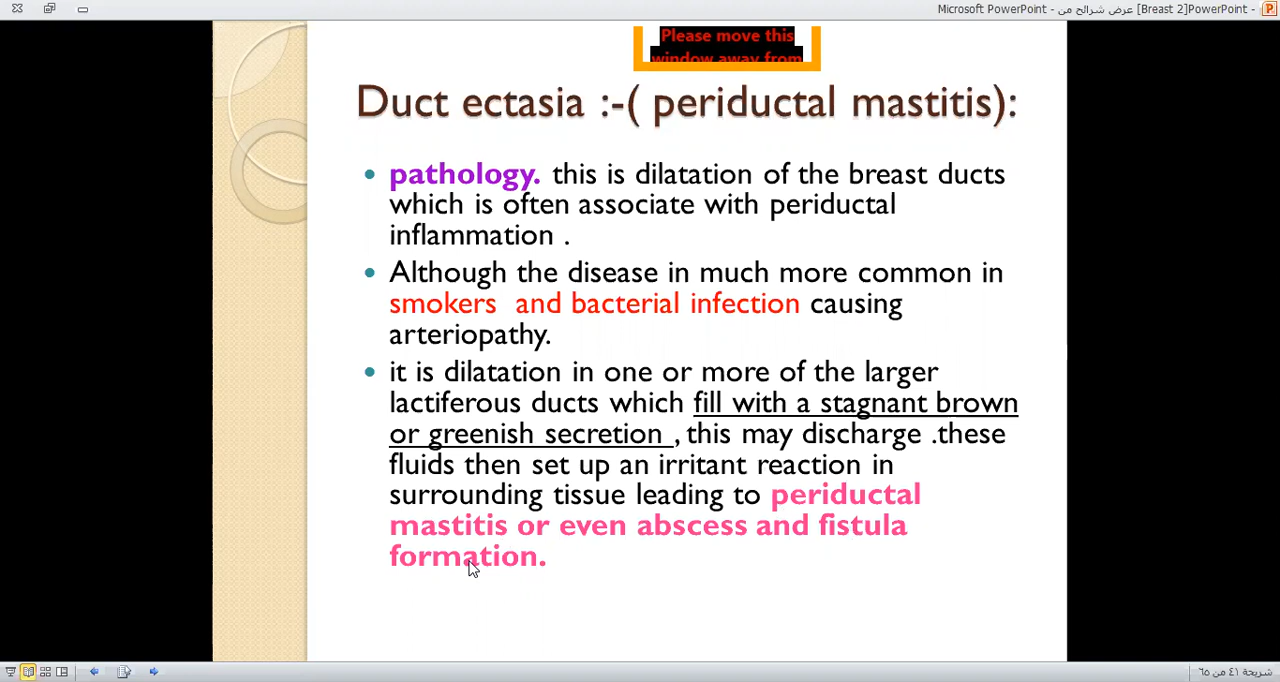 Microsoft PowerPoint - عرض شرائح من [Breast 2]PowerPoint -
Please move this
window away from
Duct ectasia :-( periductal mastitis):
pathology. this is dilatation of the breast ducts
which is often associate with periductal
inflammation .
Although the disease in much more common in
smokers and bacterial infection causing
arteriopathy.
it is dilatation in one or more of the larger
lactiferous ducts which fill with a stagnant brown
or greenish secretion , this may discharge .these
fluids then set up an irritant reaction in
surrounding tissue leading to periductal
mastitis or even abscess and fistula
formation.
شريحة ٤١ من ٦٥